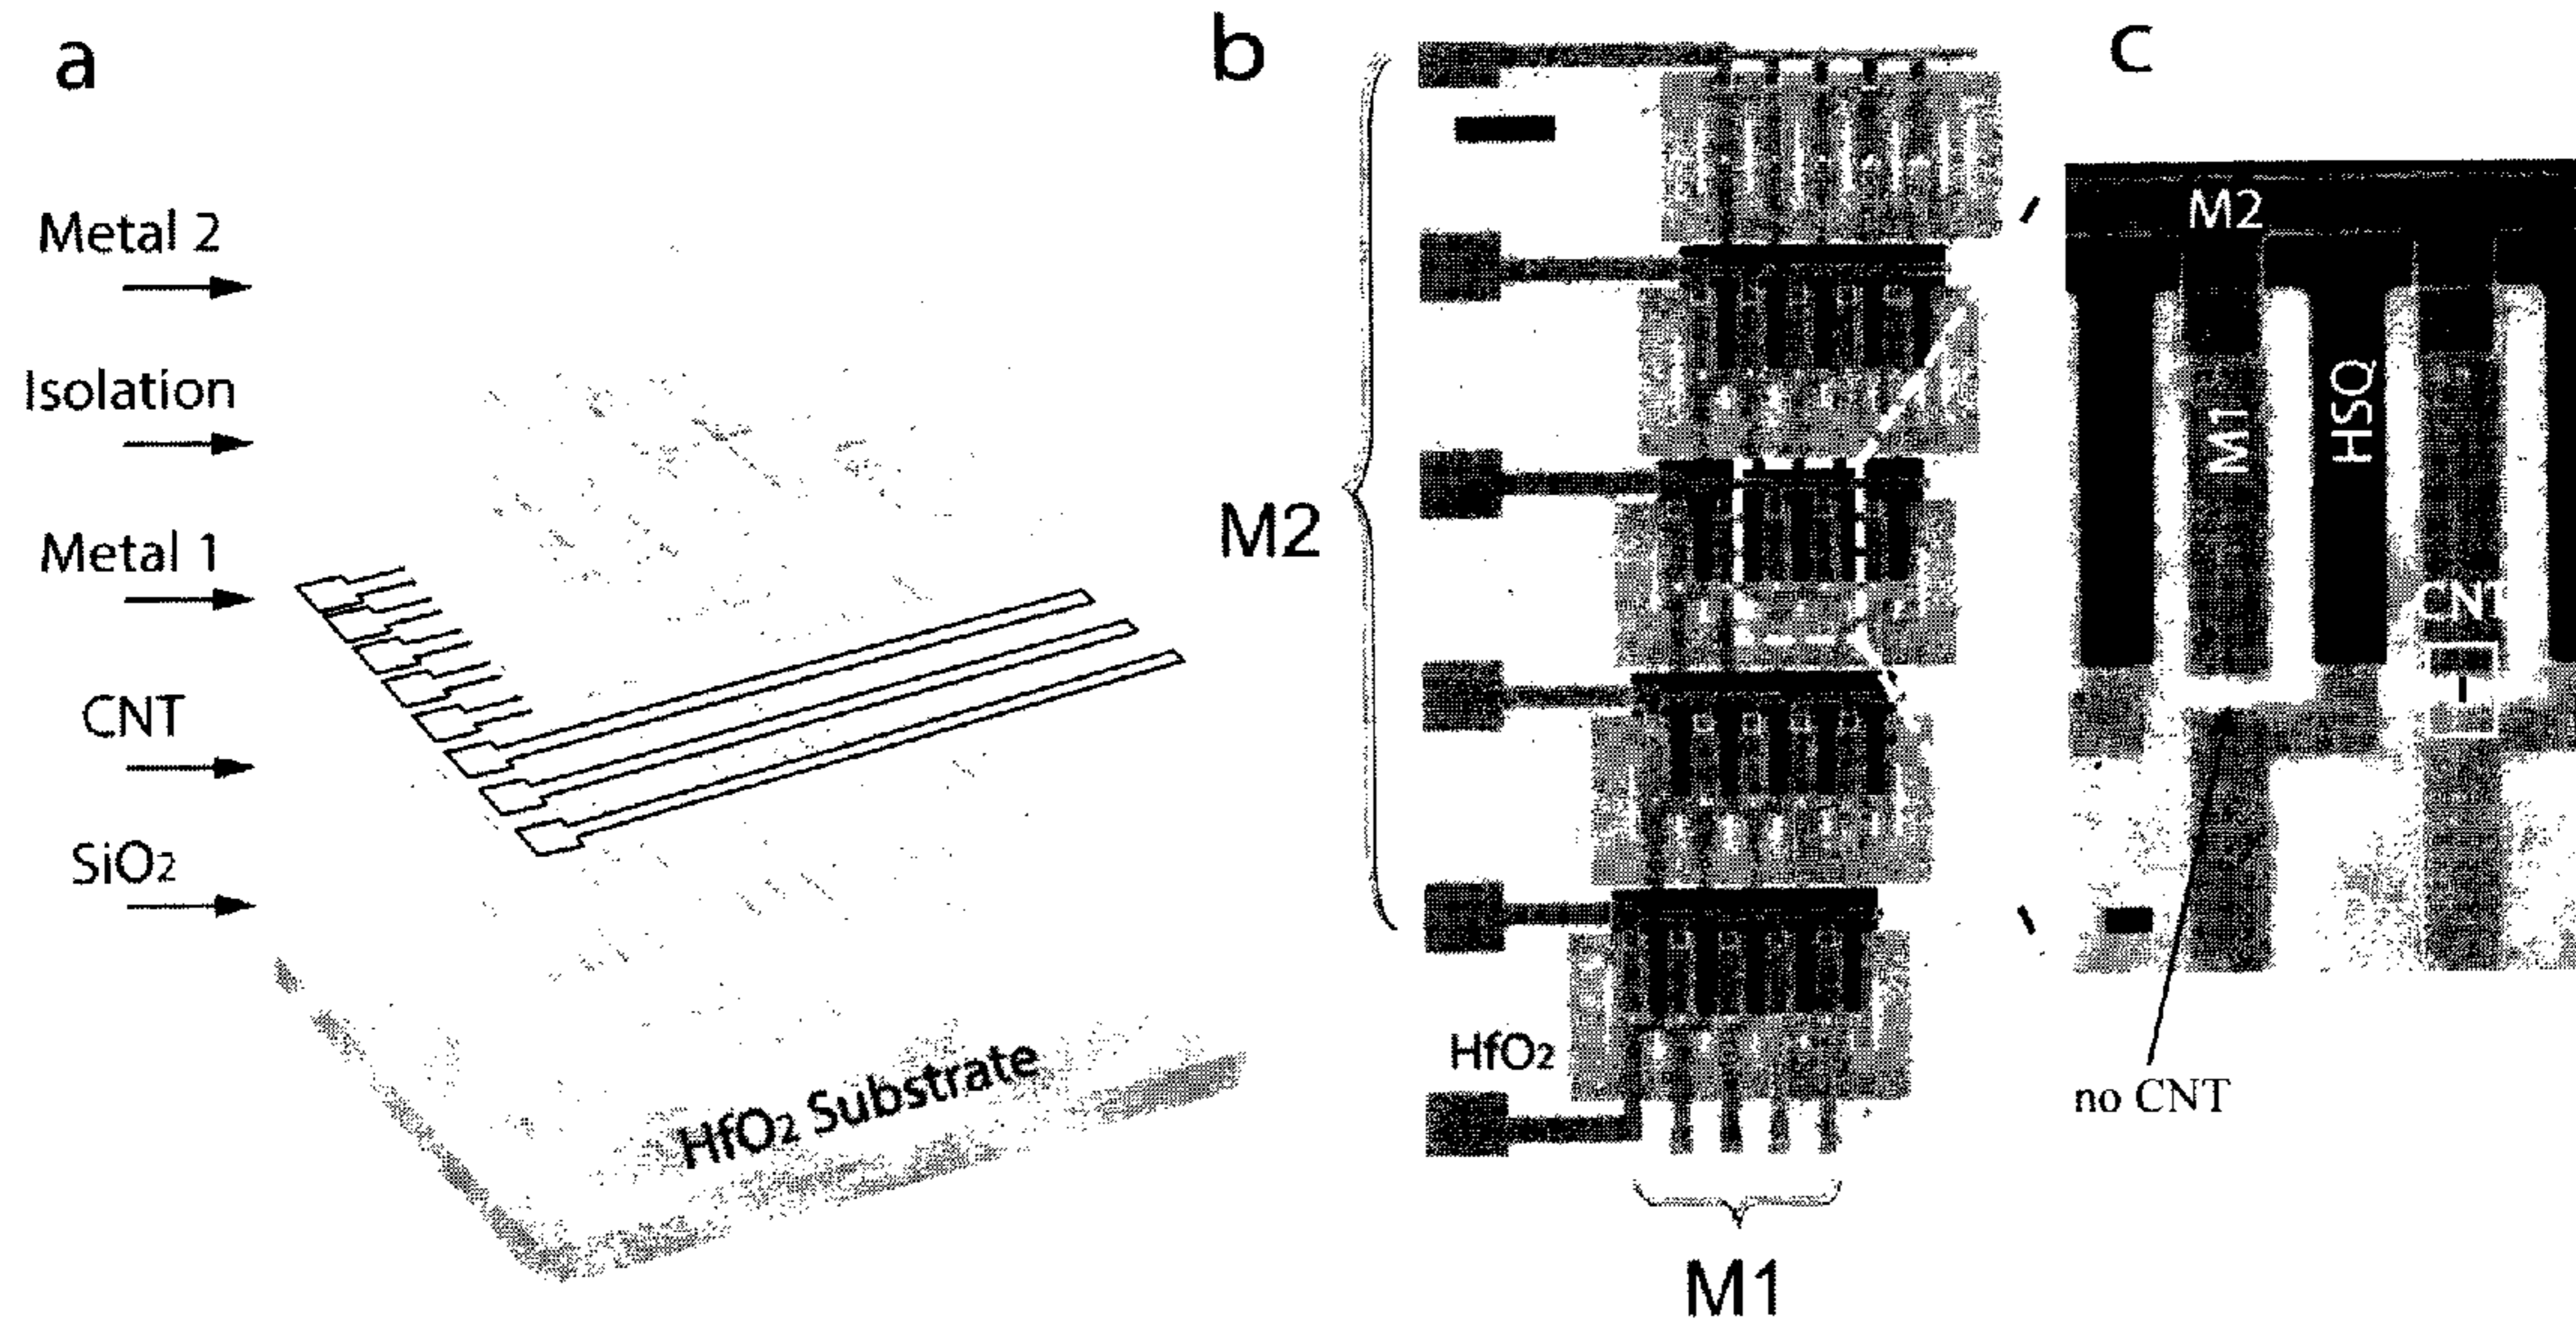 a
Metal 2
Isolation
Metal 1
CNT
SiO2
HfO2 Substrate
b
M2
HfO2
M1
c
M2
M1
HSQ
CNT
no CNT